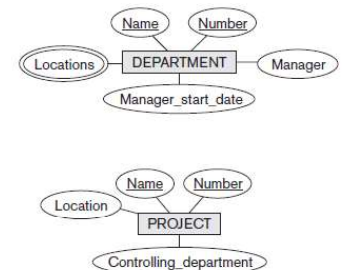 Name Number
Locations DEPARTMENT Manager
Manager_start_date
Name Number
Location
PROJECT
Controlling_department